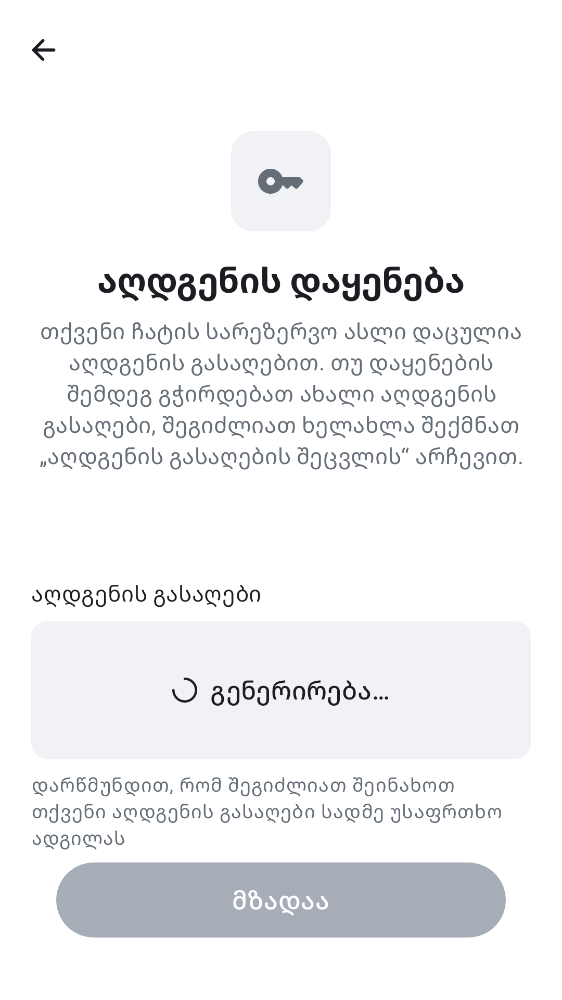 აღდგენის დაყენება
თქვენი ჩატის სარეზერვო ასლი დაცულია
აღდგენის გასაღებით. თუ დაყენების
შემდეგ გჭირდებათ ახალი აღდგენის
გასაღები, შეგიძლიათ ხელახლა შექმნათ
„აღდგენის გასაღების შეცვლის“ არჩევით.
აღდგენის გასაღები
გენერირება…
დარწმუნდით, რომ შეგიძლიათ შეინახოთ
თქვენი აღდგენის გასაღები სადმე უსაფრთხო
ადგილას
მზადაა